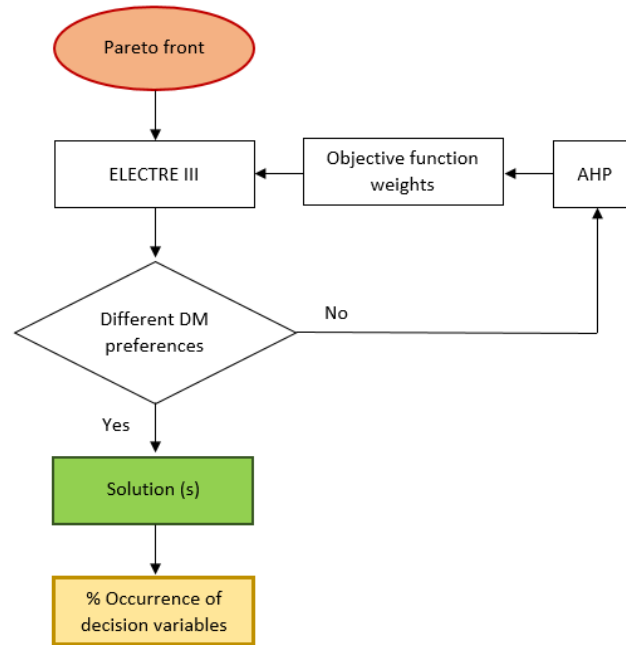 Pareto front
ELECTRE III
Objective function
weights
AHP
Different DM
preferences
No
Yes
Solution (s)
% Occurrence of
decision variables